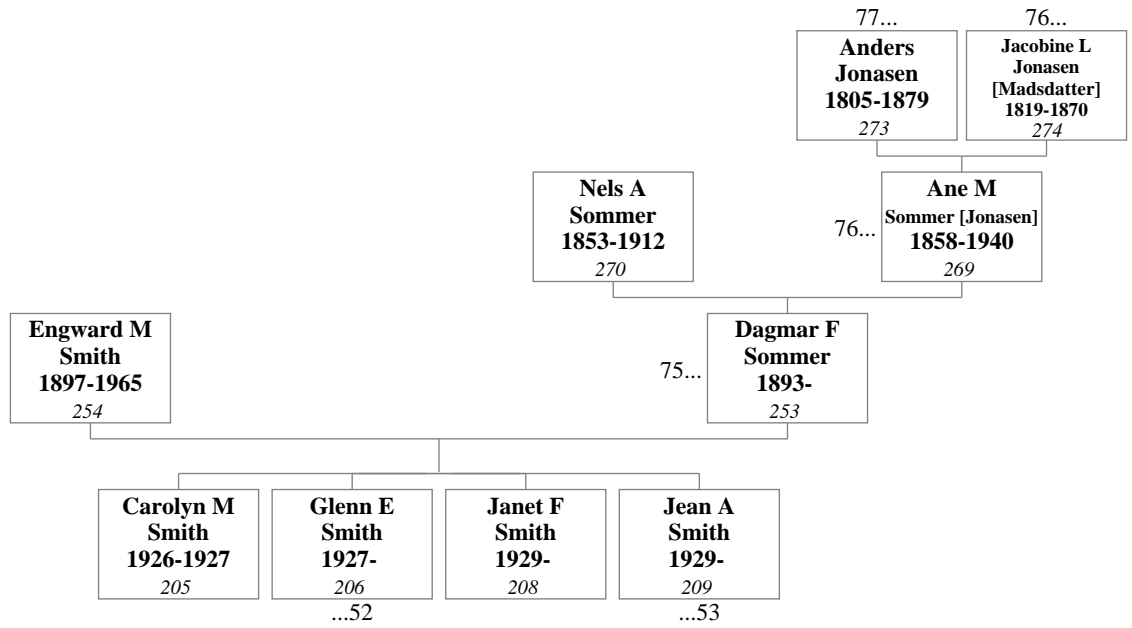 77...
76...
Anders
Jonasen
1805-1879
273
Jacobine L
Jonasen
[Madsdatter]
1819-1870
274
Nels A
Sommer
1853-1912
270
76...
Ane M
Sommer [Jonasen]
1858-1940
269
Engward M
Smith
1897-1965
254
75...
Dagmar F
Sommer
1893-
253
Carolyn M
Smith
1926-1927
205
Glenn E
Smith
1927-
206
...52
Janet F
Smith
1929-
208
Jean A
Smith
1929-
209
...53